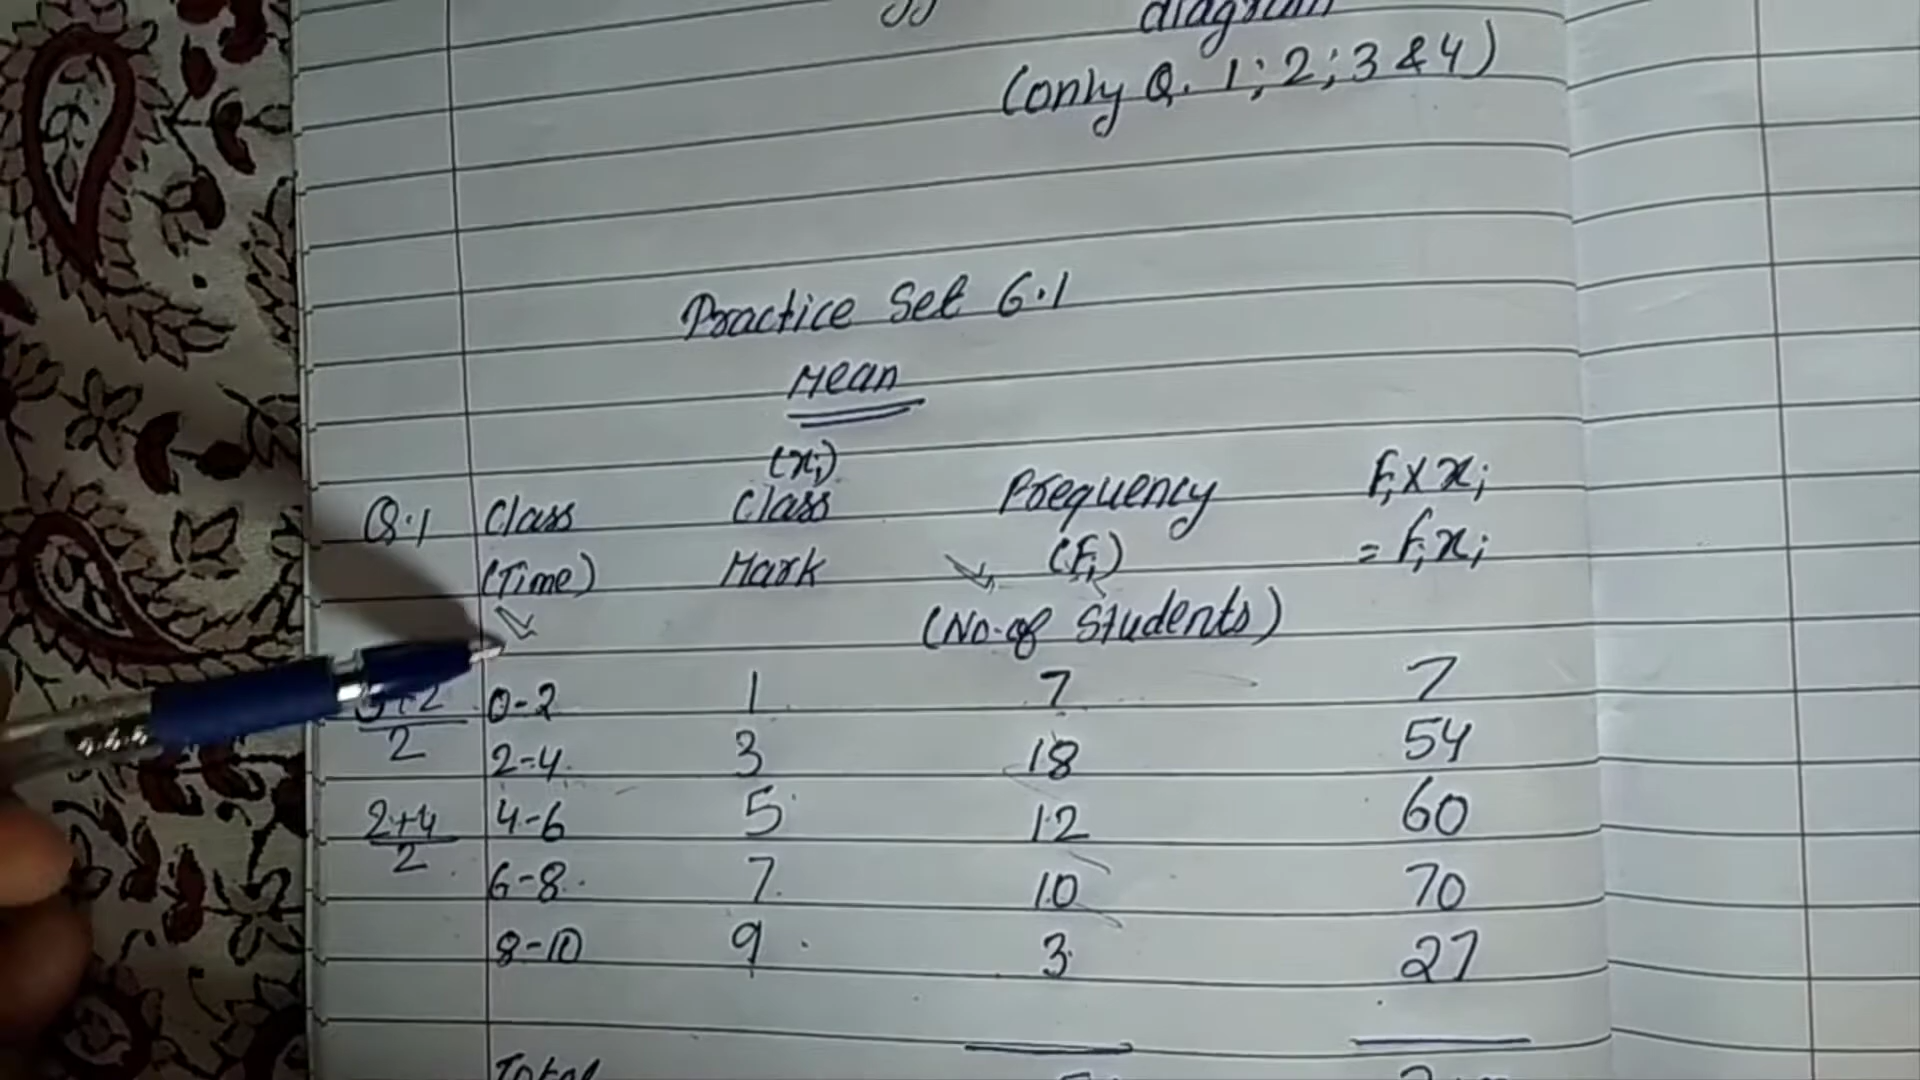 diagram
(only Q. 1; 2; 3 & 4)
Practice Set 6.1
Mean
(xi)
Q.1 Class Class Frequency Fi x xi
(Time) Mark (Fi) = fixi
(No. of Students)
0+2/2 0-2 1 7 7
2-4 3 18 54
2+4/2 4-6 5 12 60
6-8 7 10 70
8-10 9 3 27
Total